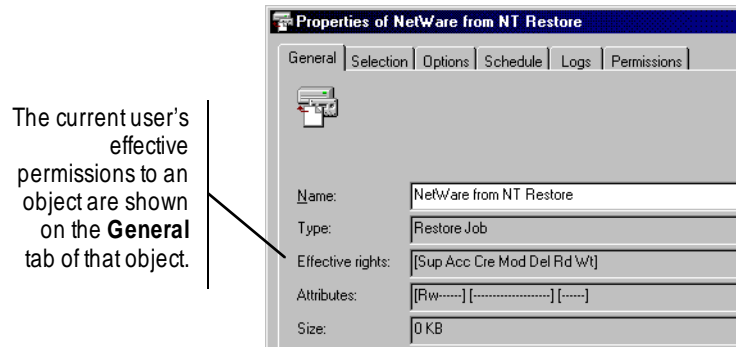 Properties of NetWare from NT Restore
General Selection Options Schedule Logs Permissions
The current user's
effective
permissions to an
object are shown
on the General
tab of that object.
Name: NetWare from NT Restore
Type: Restore Job
Effective rights: [Sup Acc Cre Mod Del Rd Wt]
Attributes: [Rw------] [-------------------] [------]
Size: 0 KB